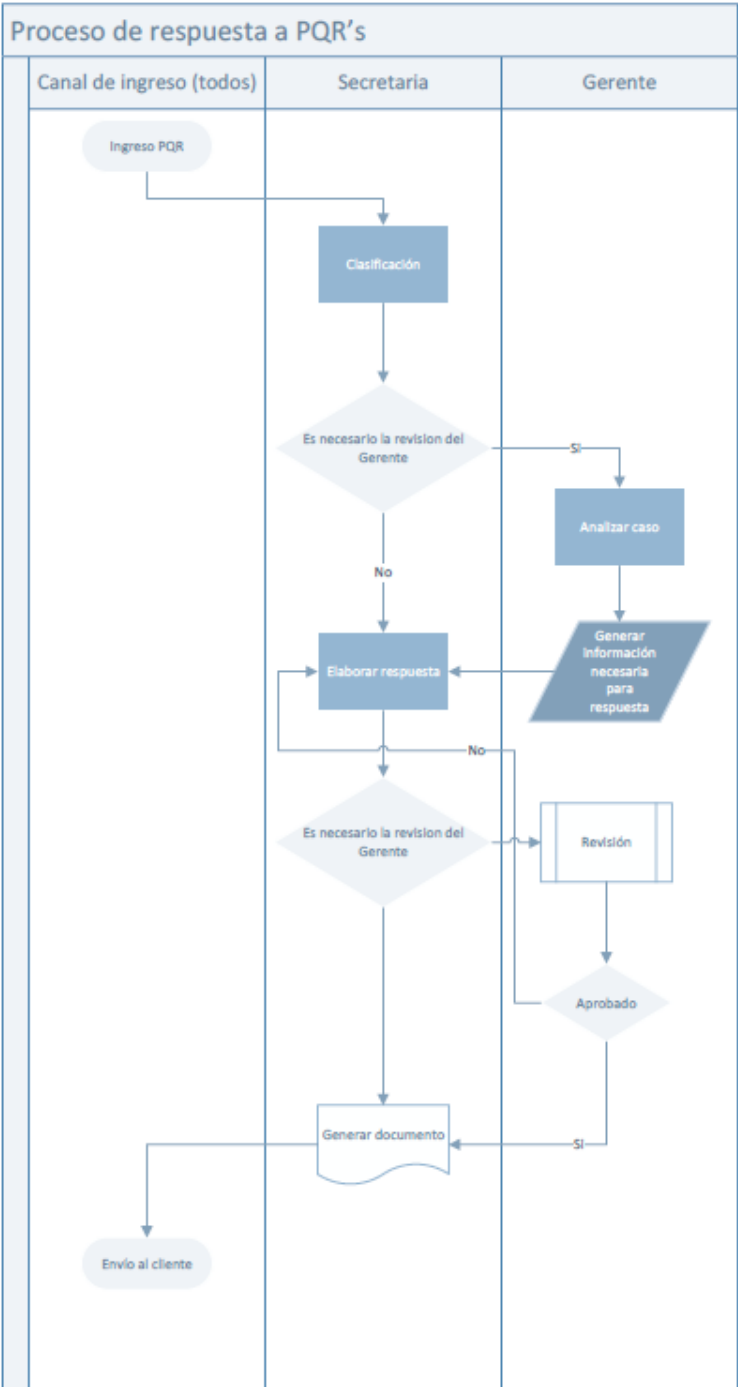 Proceso de respuesta a PQR's
Canal de ingreso (todos)
Secretaria
Gerente
Ingreso PQR
Clasificación
Es necesario la revision del
Gerente
Si
Analizar caso
No
Generar
información
necesaria
para
respuesta
Elaborar respuesta
No
Es necesario la revision del
Gerente
Revisión
Aprobado
Generar documento
Si
Envío al cliente